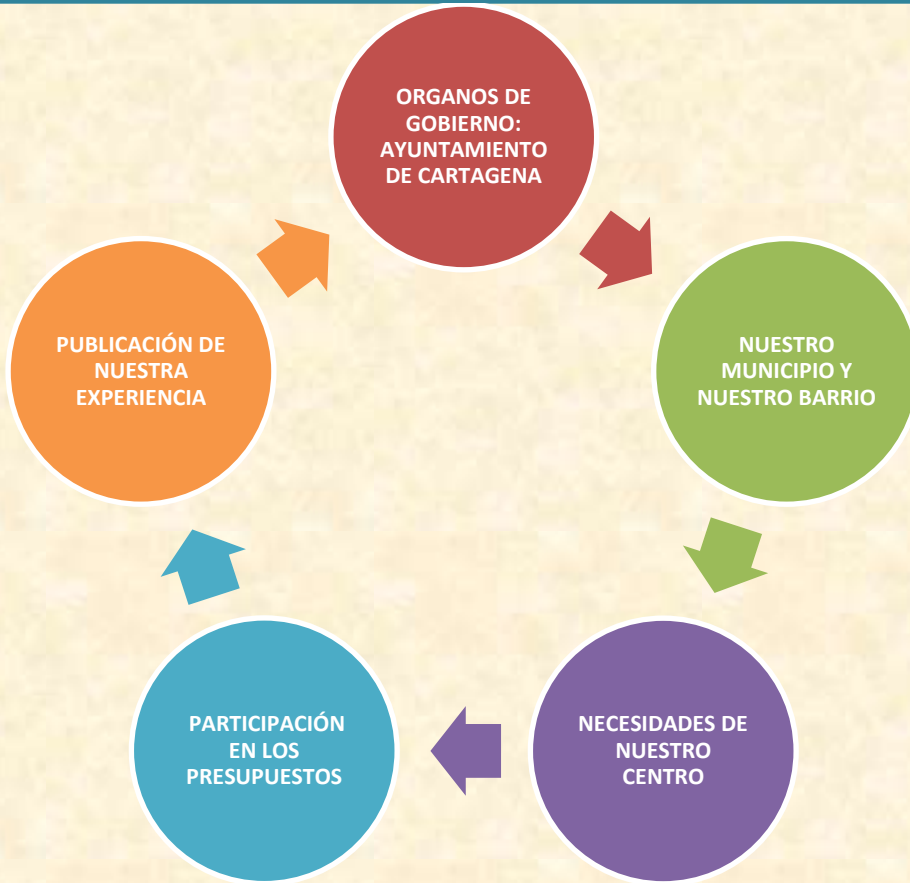 ORGANOS DE
GOBIERNO:
AYUNTAMIENTO
DE CARTAGENA
NUESTRO
MUNICIPIO Y
NUESTRO BARRIO
NECESIDADES DE
NUESTRO
CENTRO
PARTICIPACIÓN
EN LOS
PRESUPUESTOS
PUBLICACIÓN DE
NUESTRA
EXPERIENCIA